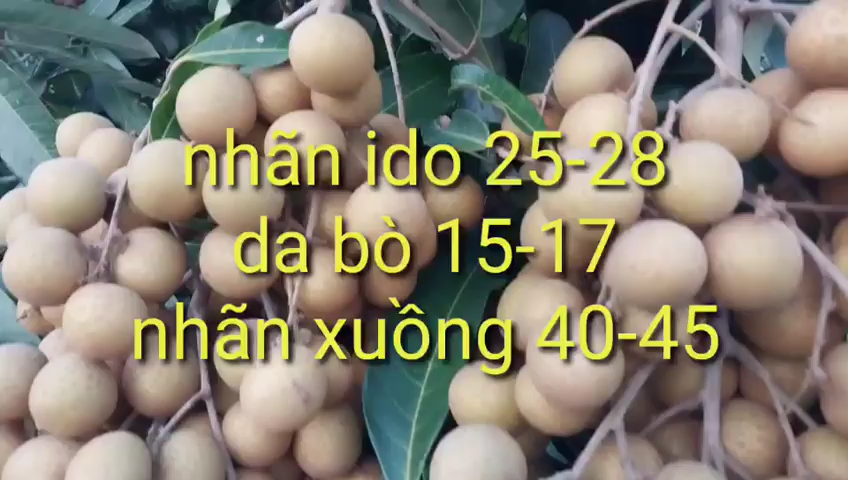 nhãn ido 25-28
da bò 15-17
nhãn xuồng 40-45